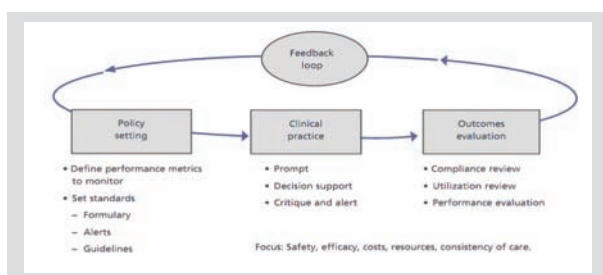 Feedback
loop
Policy
setting
Clinical
practice
Outcomes
evaluation
• Define performance metrics
to monitor
• Set standards
– Formulary
– Alerts
– Guidelines
• Prompt
• Decision support
• Critique and alert
• Compliance review
• Utilization review
• Performance evaluation
Focus: Safety, efficacy, costs, resources, consistency of care.